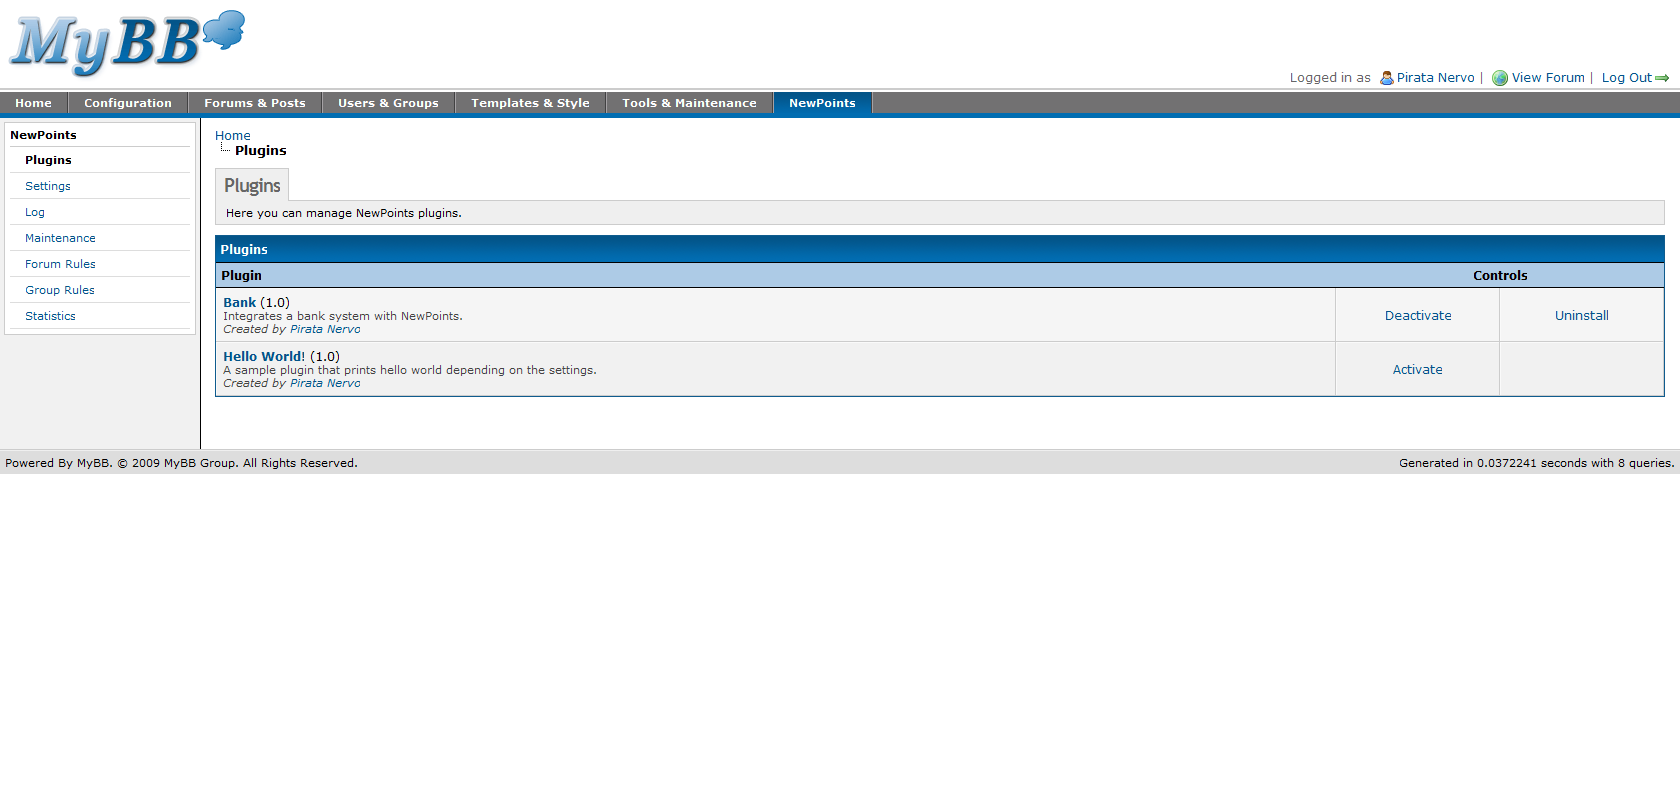 MyBB
Logged in as Pirata Nervo | View Forum | Log Out
Home Configuration Forums & Posts Users & Groups Templates & Style Tools & Maintenance NewPoints
NewPoints
Plugins
Settings
Log
Maintenance
Forum Rules
Group Rules
Statistics
Home
Plugins
Plugins
Here you can manage NewPoints plugins.
Plugins
Plugin Controls
Bank (1.0)
Integrates a bank system with NewPoints.
Created by Pirata Nervo
Deactivate Uninstall
Hello World! (1.0)
A sample plugin that prints hello world depending on the settings.
Created by Pirata Nervo
Activate
Powered By MyBB. © 2009 MyBB Group. All Rights Reserved. Generated in 0.0372241 seconds with 8 queries.